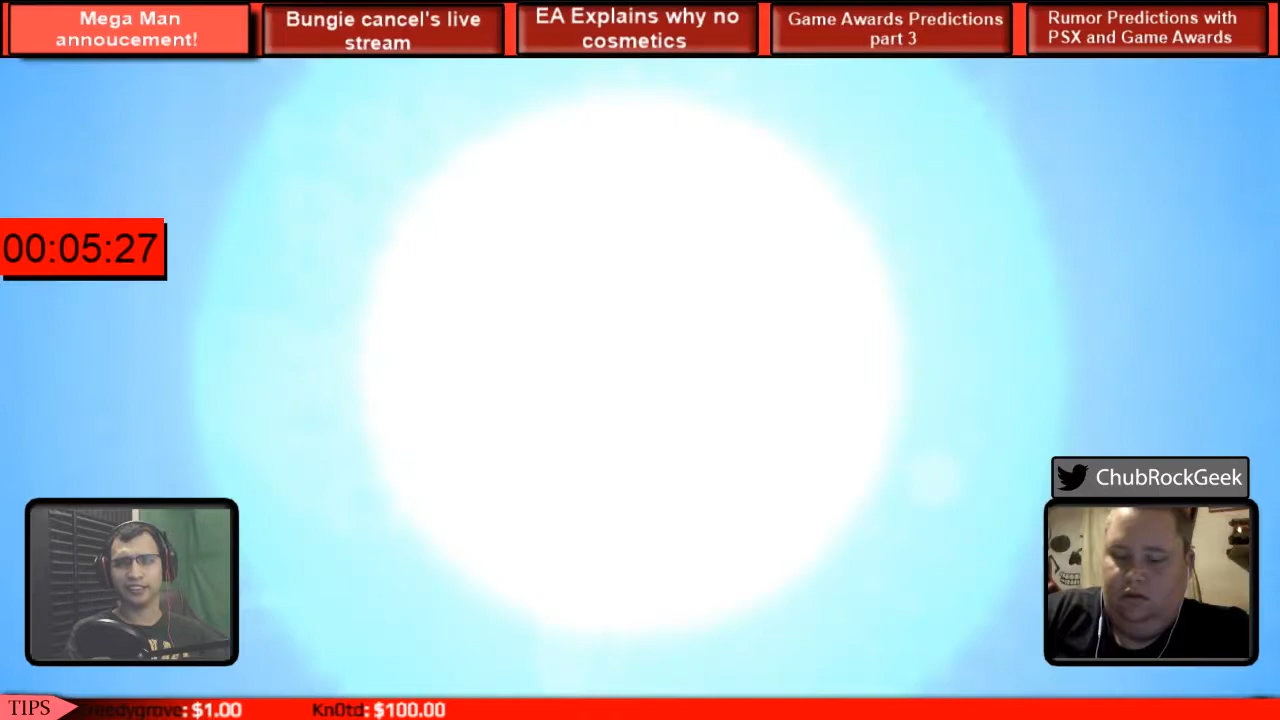 Mega Man
annoucement!
Bungie cancel's live
stream
EA Explains why no
cosmetics
Game Awards Predictions
part 3
Rumor Predictions with
PSX and Game Awards
00:05:27
ChubRockGeek
TIPS
: $1.00
Kn0td: $100.00